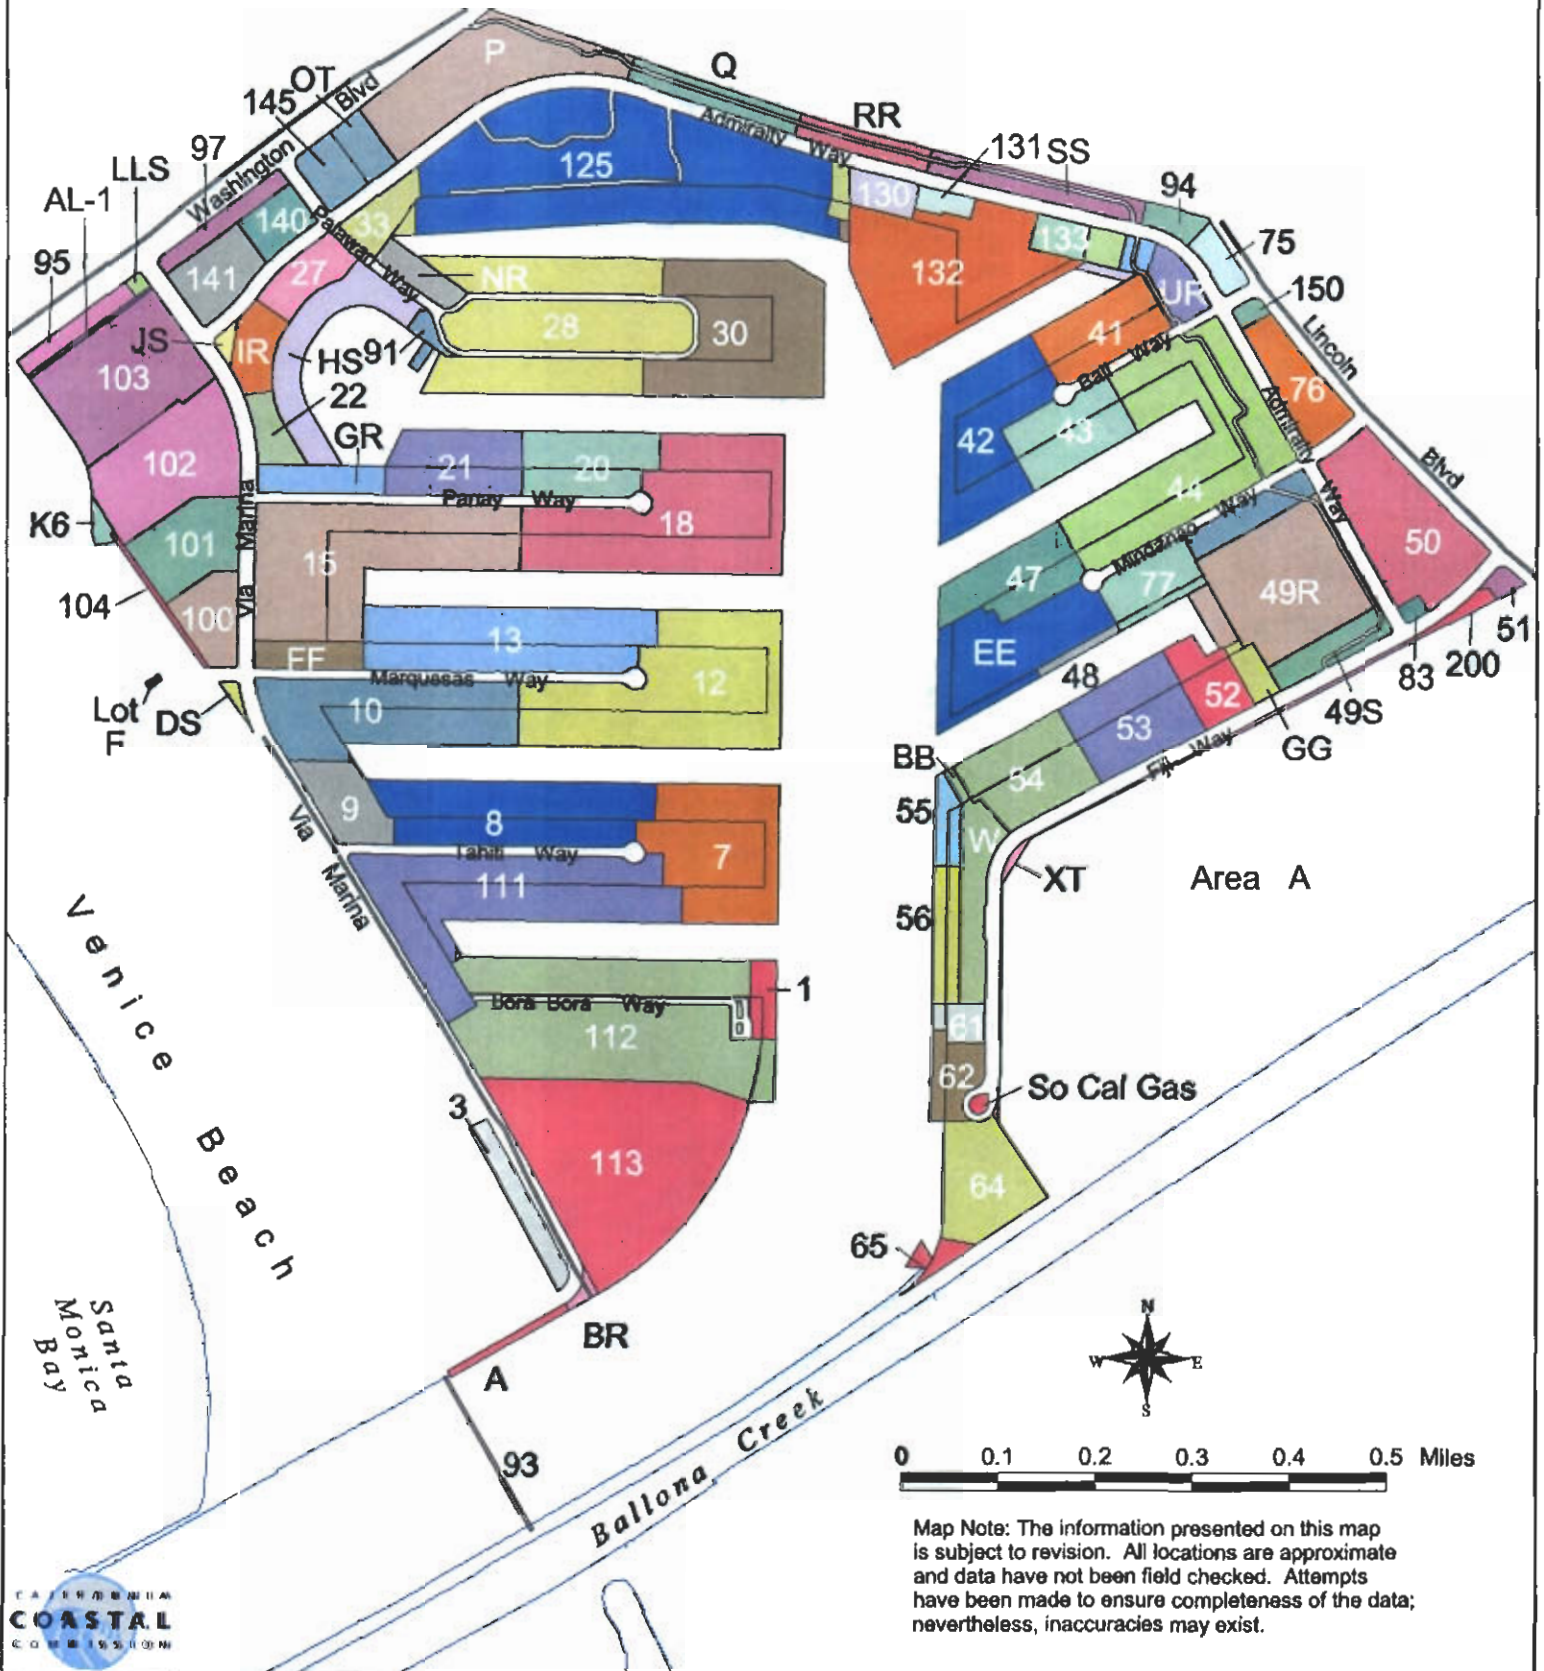 P
Q
OT
145
Blvd
RR
Admiralty Way
131
SS
97
Washington
125
LLS
130
94
AL-1
140
Palawan Way
33
133
75
95
141
27
NR
132
UR
150
JS
IR
HS
91
28
30
41
Lincoln
103
22
Bali Way
76
GR
42
43
Admiralty
102
21
20
Blvd
Panay Way
44
K6
Via Marina
18
Mindanao Way
Way
101
15
50
47
77
49R
104
100
13
51
FF
EE
48
83
200
Marquesas Way
12
52
Lot
F
DS
10
53
49S
GG
BB
Fiji Way
54
9
8
55
W
Via Marina
Tahiti Way
7
111
XT
Area A
56
Venice Beach
1
Bora Bora Way
112
61
62
So Cal Gas
3
113
64
65
Santa
Monica
Bay
BR
A
N
W E
S
93
Ballona Creek
0 0.1 0.2 0.3 0.4 0.5 Miles
Map Note: The information presented on this map
is subject to revision. All locations are approximate
and data have not been field checked. Attempts
have been made to ensure completeness of the data;
nevertheless, inaccuracies may exist.
CALIFORNIA
COASTAL
COMMISSION